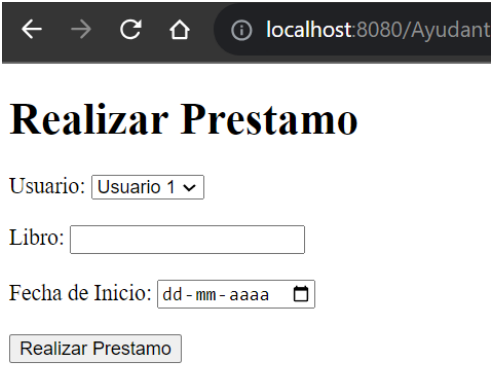 localhost:8080/Ayudant
Realizar Prestamo
Usuario: Usuario 1
Libro:
Fecha de Inicio: dd-mm-aaaa
Realizar Prestamo